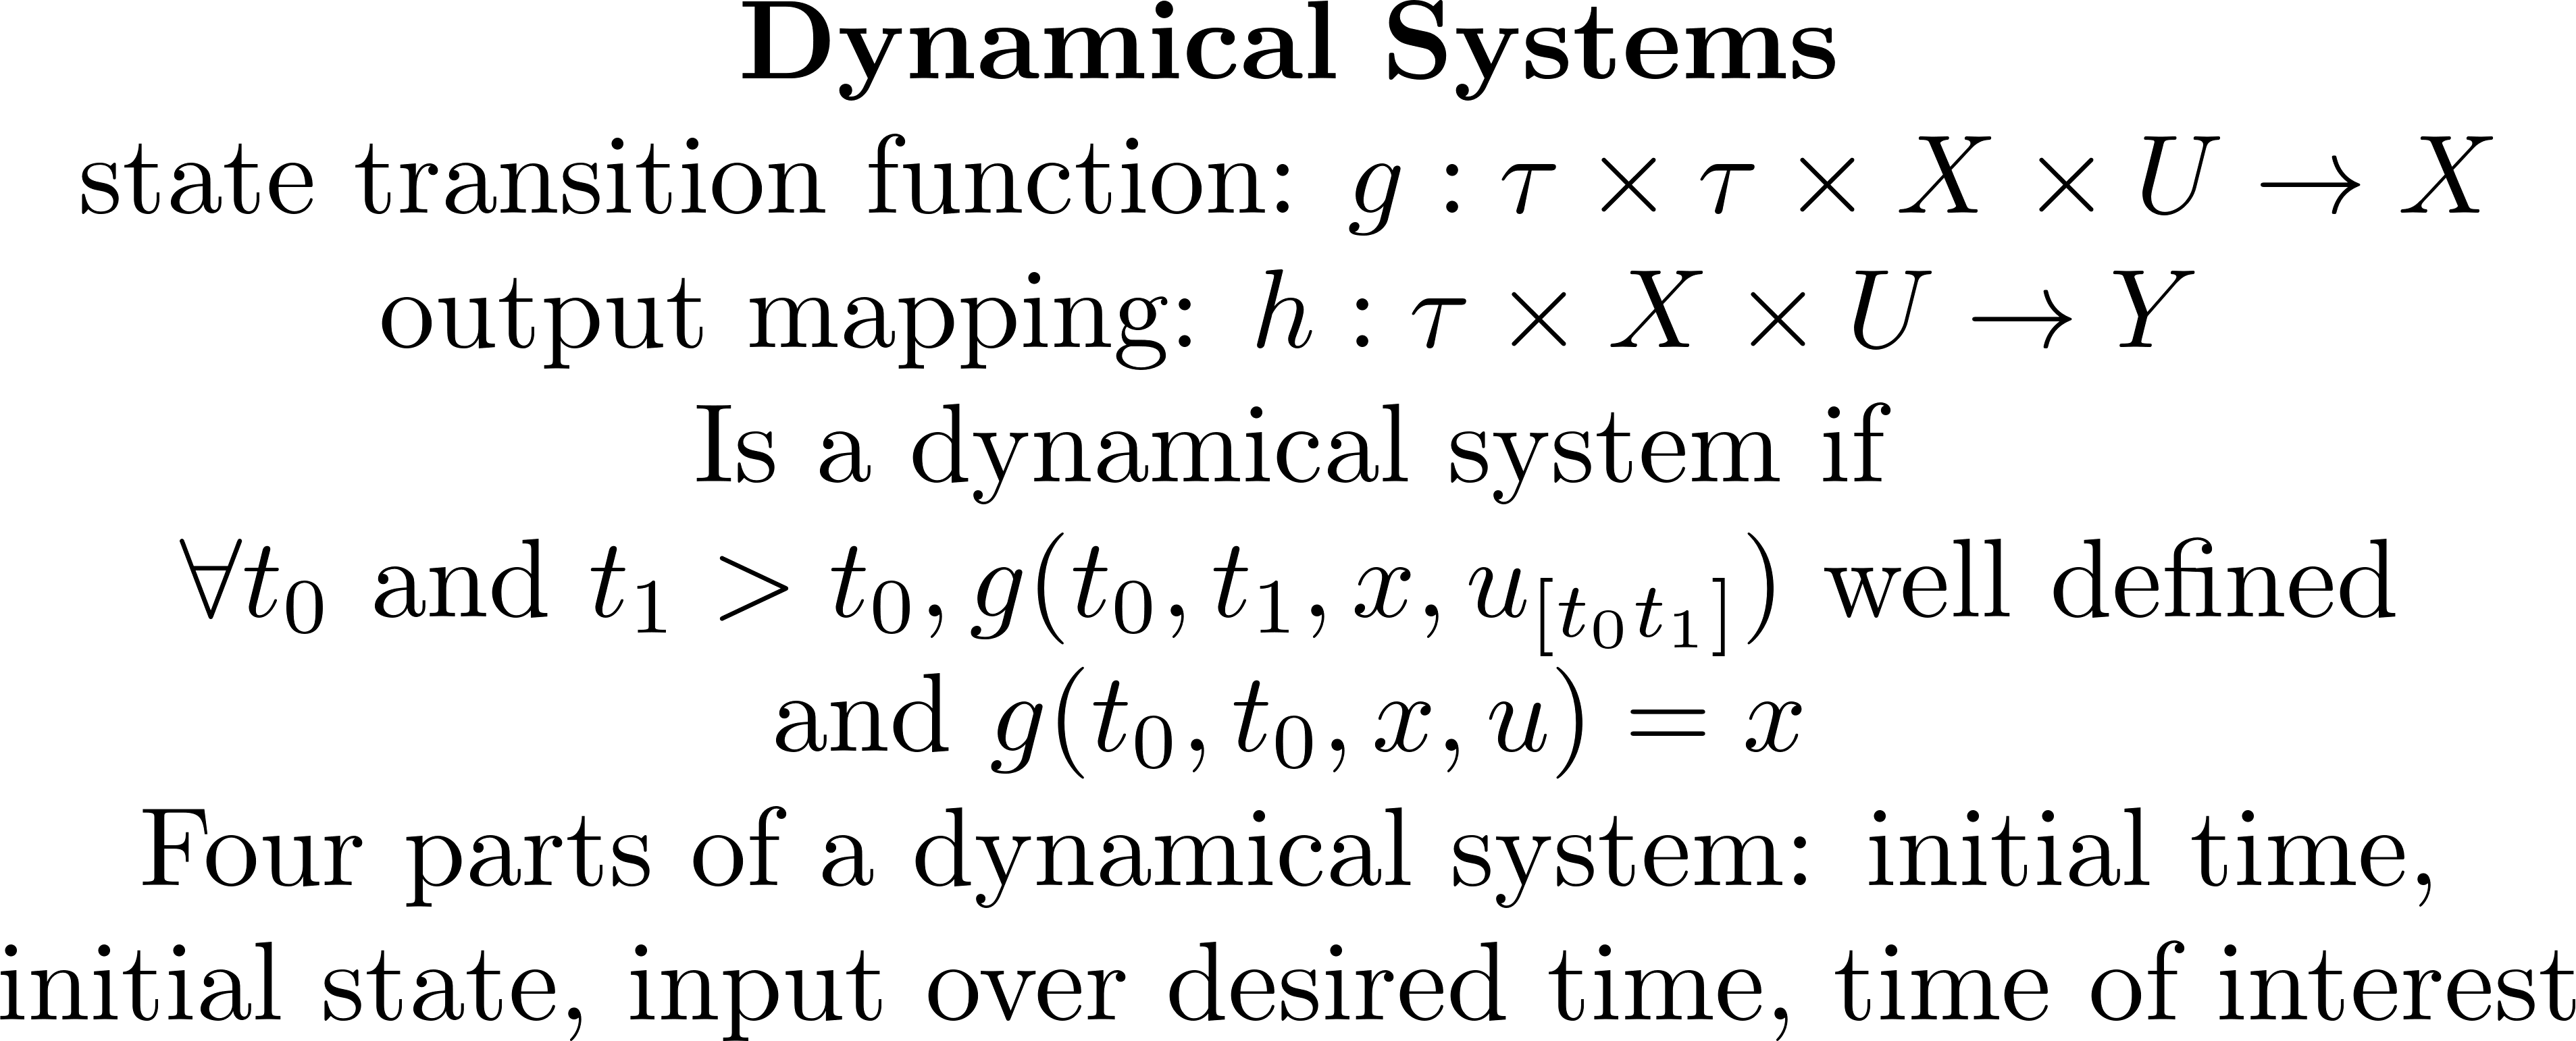 Dynamical Systems
state transition function: g : τ × τ × X × U → X
output mapping: h : τ × X × U → Y
Is a dynamical system if
∀t₀ and t₁ > t₀, g(t₀, t₁, x, u_[t₀t₁]) well defined
and g(t₀, t₀, x, u) = x
Four parts of a dynamical system: initial time,
initial state, input over desired time, time of interest